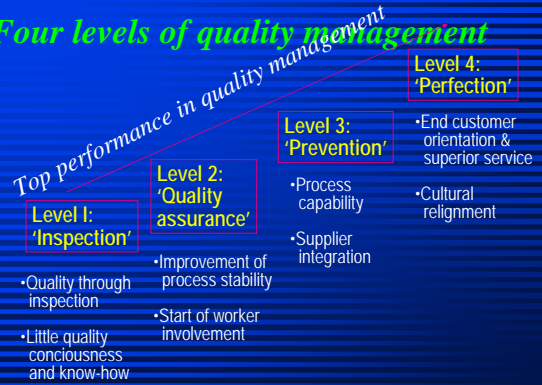 Four levels of quality management
Top performance in quality management
Level I:
‘Inspection’
•Quality through
inspection
•Little quality
conciousness
and know-how
Level 2:
‘Quality
assurance’
•Improvement of
process stability
•Start of worker
involvement
Level 3:
‘Prevention’
•Process
capability
•Supplier
integration
Level 4:
‘Perfection’
•End customer
orientation &
superior service
•Cultural
relignment